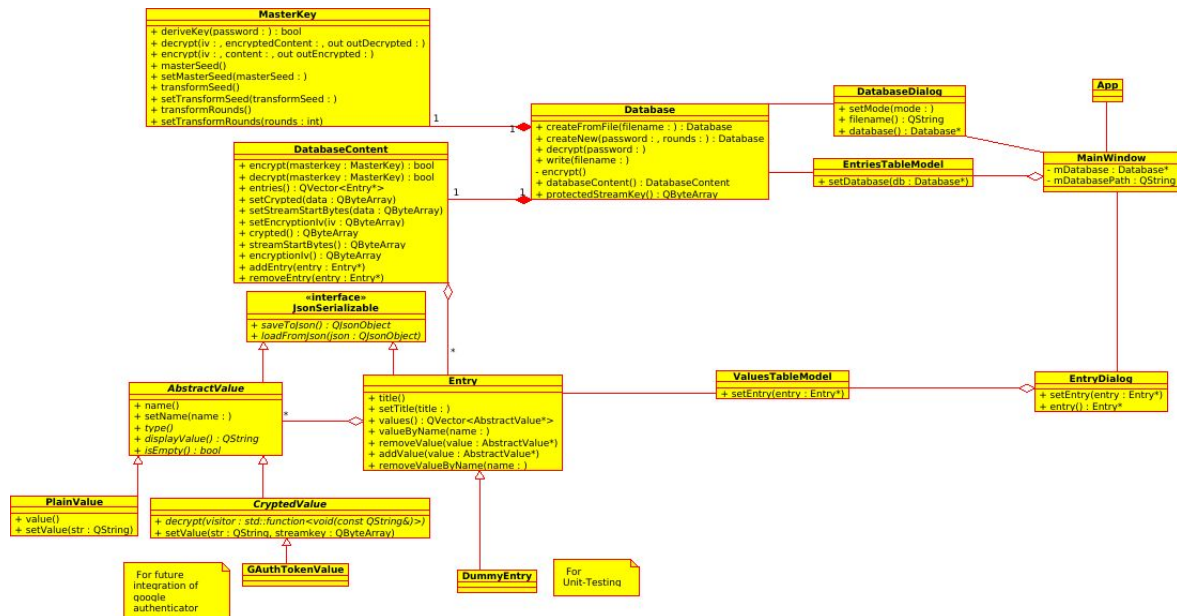 MasterKey
+ deriveKey(password : ) : bool
+ decrypt(iv : , encryptedContent : , out outDecrypted : )
+ encrypt(iv : , content : , out outEncrypted : )
+ masterSeed()
+ setMasterSeed(masterSeed : )
+ transformSeed()
+ setTransformSeed(transformSeed : )
+ transformRounds()
+ setTransformRounds(rounds : int)
1
1
Database
+ createFromFile(filename : ) : Database
+ createNew(password : , rounds : ) : Database
+ decrypt(password : )
+ write(filename : )
- encrypt()
+ databaseContent() : DatabaseContent
+ protectedStreamKey() : QByteArray
DatabaseDialog
+ setMode(mode : )
+ filename() : QString
+ database() : Database*
App
MainWindow
- mDatabase : Database*
- mDatabasePath : QString
EntriesTableModel
+ setDatabase(db : Database*)
DatabaseContent
+ encrypt(masterkey : MasterKey) : bool
+ decrypt(masterkey : MasterKey) : bool
+ entries() : QVector<Entry*>
+ setCrypted(data : QByteArray)
+ setStreamStartBytes(data : QByteArray)
+ setEncryptionIv(iv : QByteArray)
+ crypted() : QByteArray
+ streamStartBytes() : QByteArray
+ encryptionIv() : QByteArray
+ addEntry(entry : Entry*)
+ removeEntry(entry : Entry*)
1
1
«interface»
JsonSerializable
+ saveToJson() : QJsonObject
+ loadFromJson(json : QJsonObject)
*
AbstractValue
+ name()
+ setName(name : )
+ type()
+ displayValue() : QString
+ isEmpty() : bool
*
Entry
+ title()
+ setTitle(title : )
+ values() : QVector<AbstractValue*>
+ valueByName(name : )
+ removeValue(value : AbstractValue*)
+ addValue(value : AbstractValue*)
+ removeValueByName(name : )
ValuesTableModel
+ setEntry(entry : Entry*)
EntryDialog
+ setEntry(entry : Entry*)
+ entry() : Entry*
PlainValue
+ value()
+ setValue(str : QString)
CryptedValue
+ decrypt(visitor : std::function<void(const QString&)>)
+ setValue(str : QString, streamkey : QByteArray)
GAuthTokenValue
For future
integration of
google
authenticator
DummyEntry
For
Unit-Testing